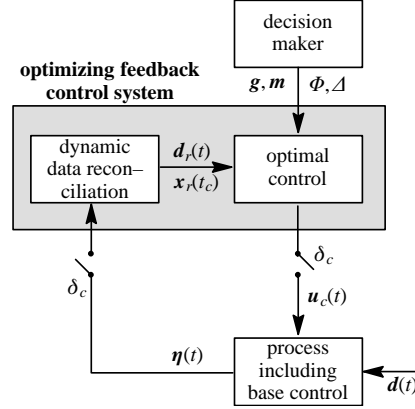 decision
maker
optimizing feedback
control system
g, m
Φ, Δ
dynamic
data recon–
ciliation
d_r(t)
x_r(t_c)
optimal
control
δ_c
δ_c
u_c(t)
η(t)
process
including
base control
d(t)